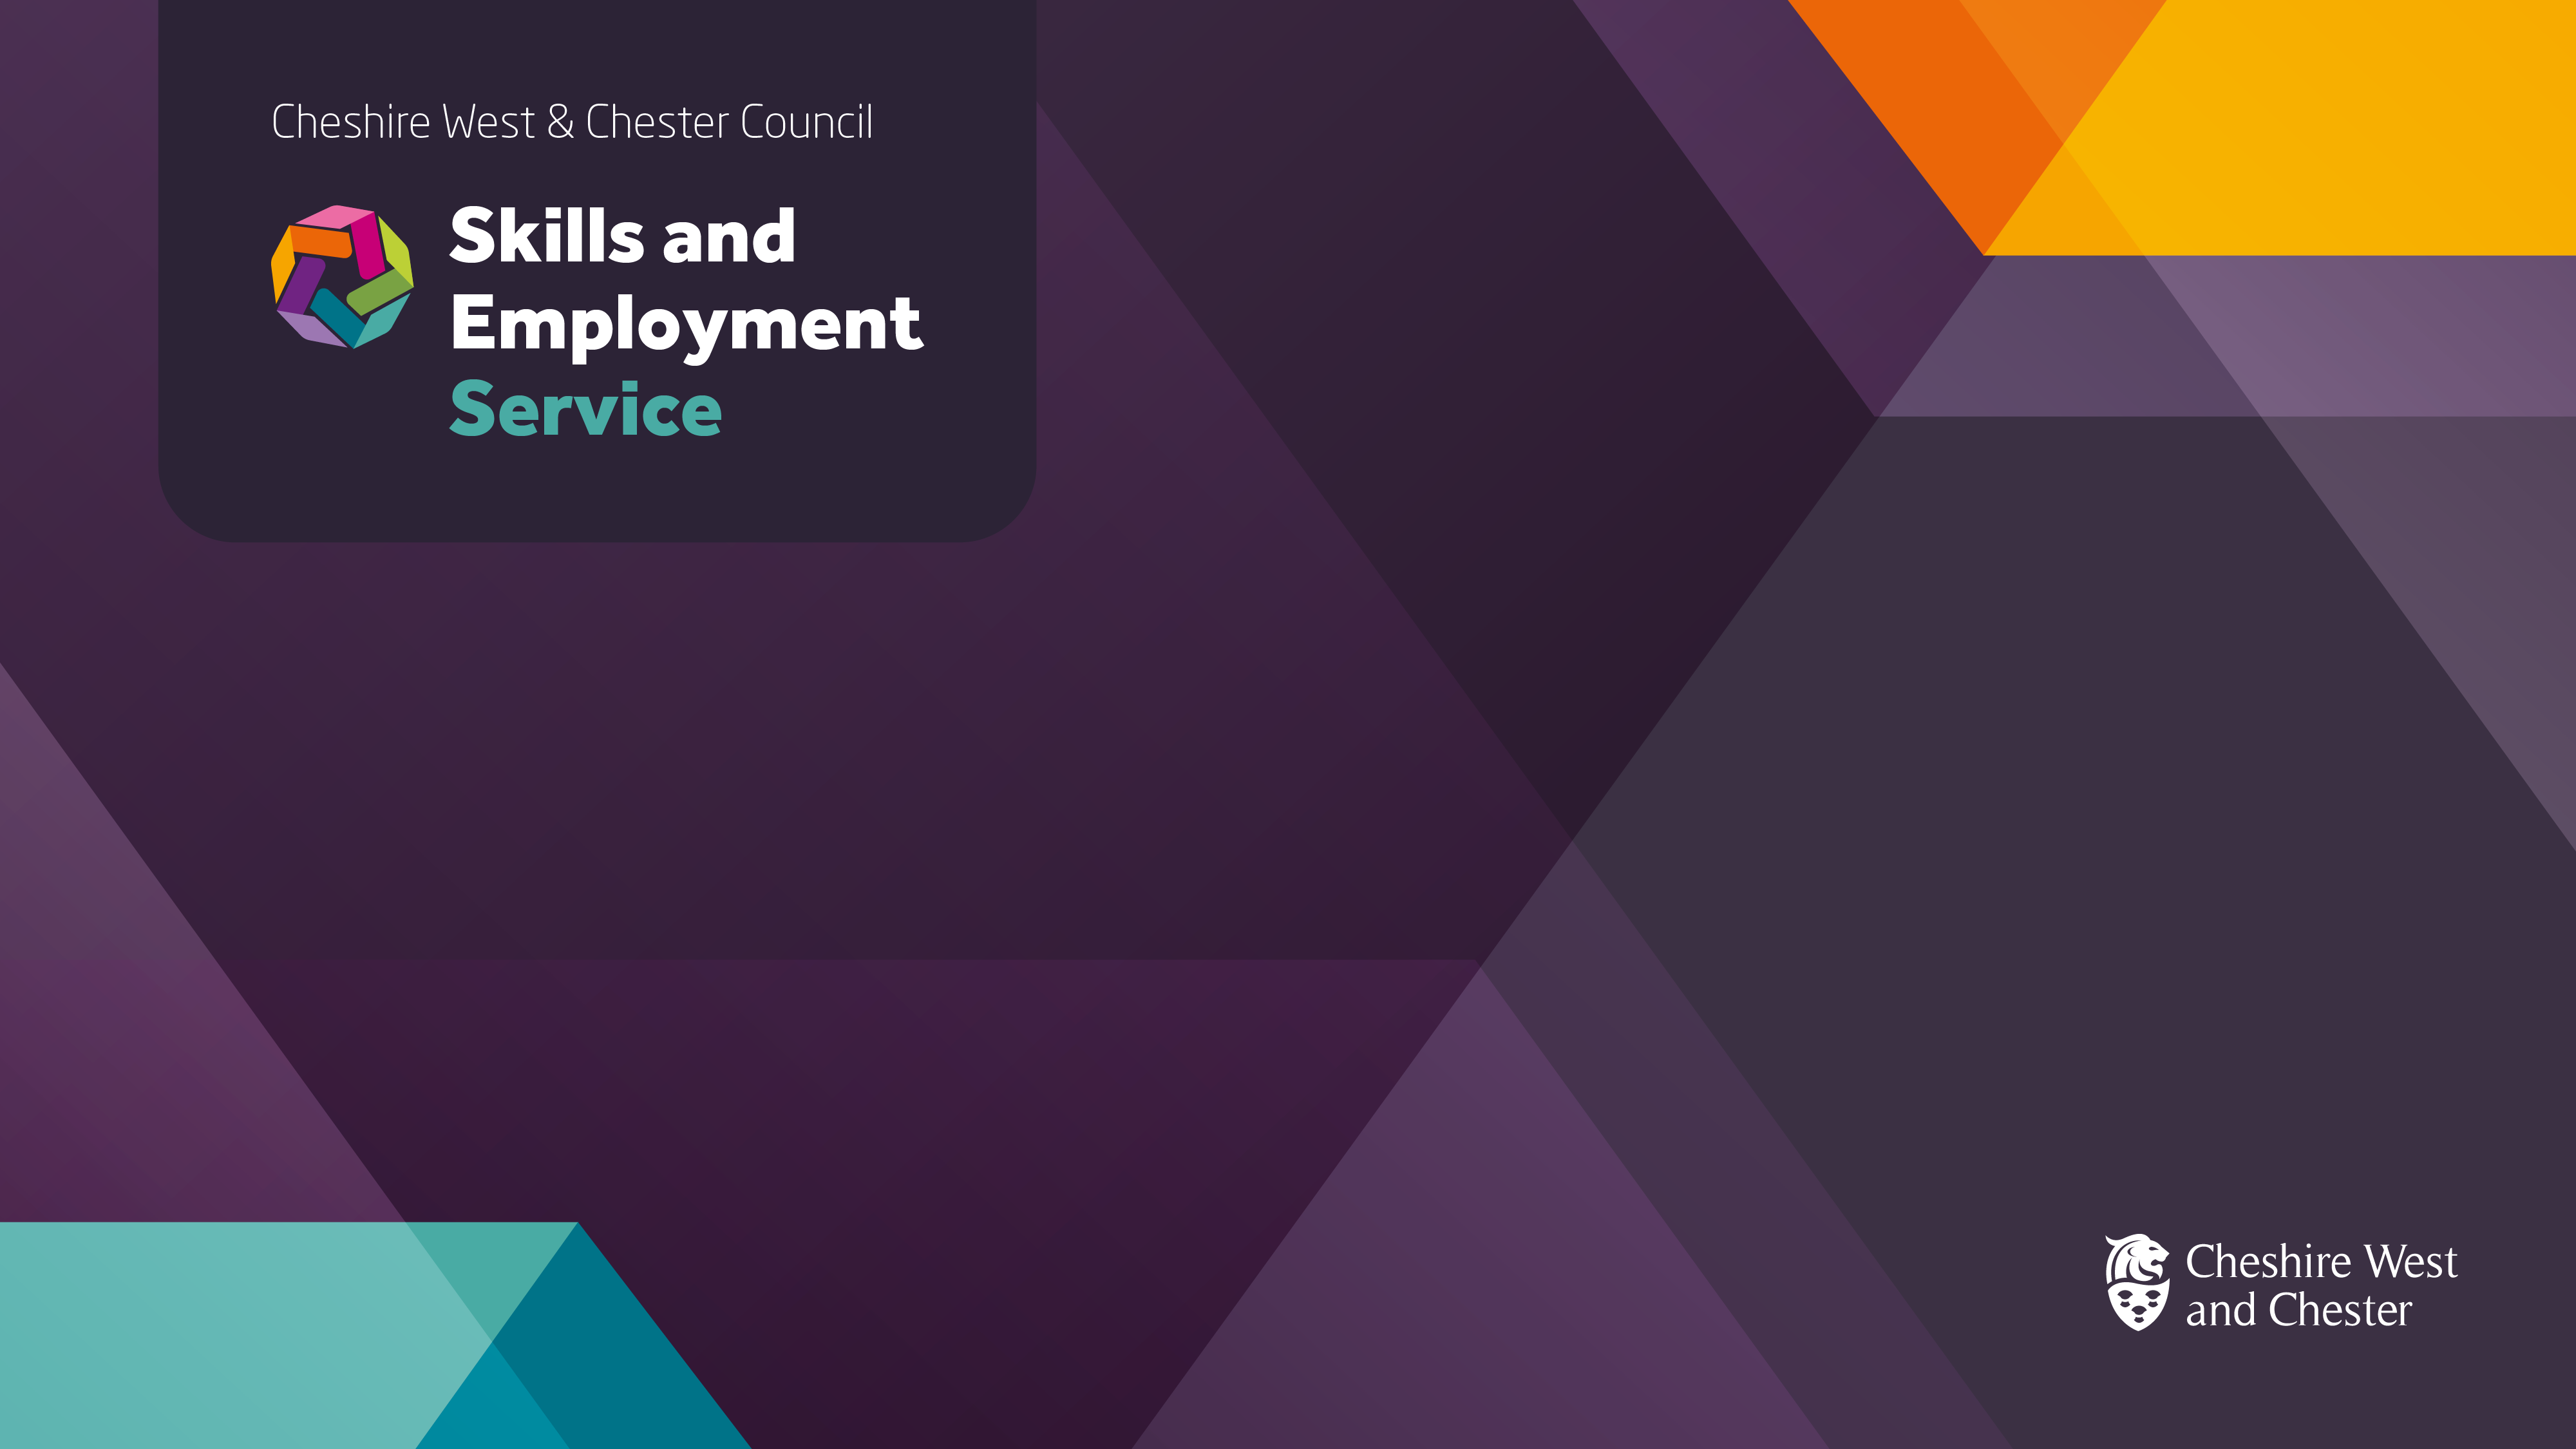 Cheshire West & Chester Council
Skills and
Employment
Service
Cheshire West
and Chester